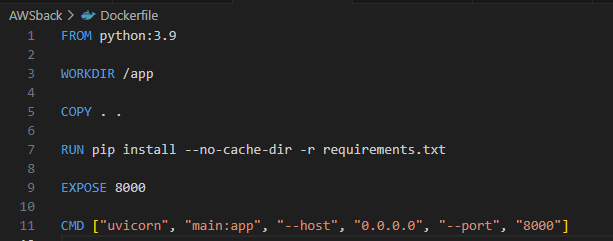 AWSback > Dockerfile
1 FROM python:3.9
2
3 WORKDIR /app
4
5 COPY . .
6
7 RUN pip install --no-cache-dir -r requirements.txt
8
9 EXPOSE 8000
10
11 CMD ["uvicorn", "main:app", "--host", "0.0.0.0", "--port", "8000"]